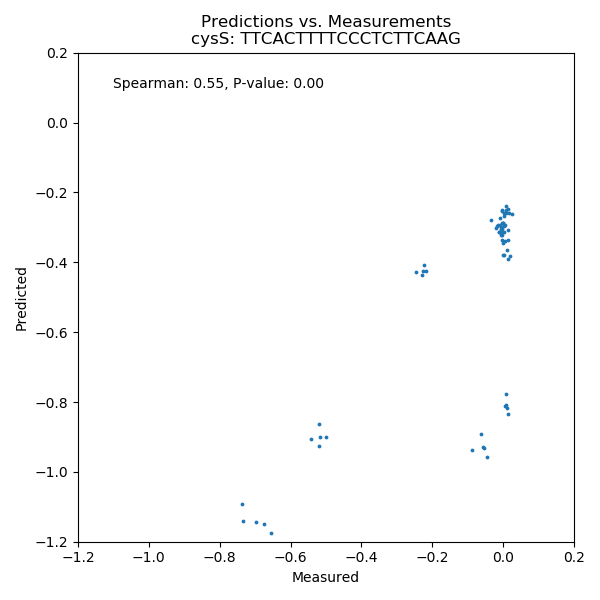 Predictions vs. Measurements
cysS: TTCACTTTTCCCTCTTCAAG
Spearman: 0.55, P-value: 0.00
0.2
0.0
−0.2
−0.4
−0.6
−0.8
−1.0
−1.2
Predicted
−1.2 −1.0 −0.8 −0.6 −0.4 −0.2 0.0 0.2
Measured